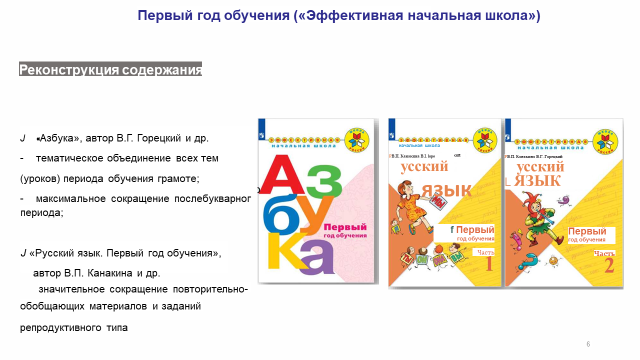 Первый год обучения («Эффективная начальная школа»)
Реконструкция содержания
J «Азбука», автор В.Г. Горецкий и др.
- тематическое объединение всех тем
(уроков) периода обучения грамоте;
- максимальное сокращение послебукварного
периода;
J «Русский язык. Первый год обучения»,
автор В.П. Канакина и др.
значительное сокращение повторительно-
обобщающих материалов и заданий
репродуктивного типа
ЭФФЕКТИВНАЯ
начальная школа
Аз
бу
ка
Первый
год обучения
начальная школа
В.П. Канакина В.Г. Горе
усский
язык
Первый
год обучения
Часть
1
ЭФФЕКТИВНАЯ
начальная школа
В.П. Канакина В.Г. Горецкий
усский
ЯЗЫК
Первый
год обучения
Часть
2
6